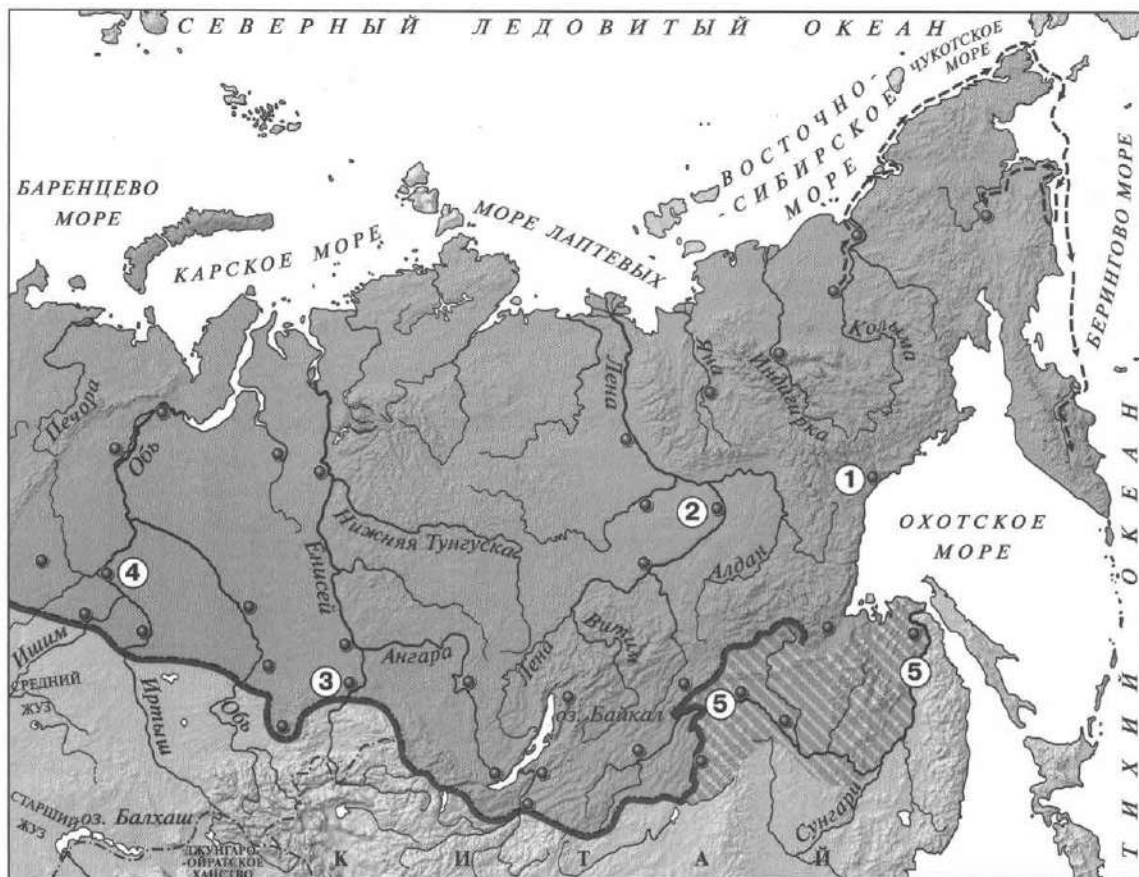 СЕВЕРНЫЙ ЛЕДОВИТЫЙ ОКЕАН
ЧУКОТСКОЕ
МОРЕ
ВОСТОЧНО-
-СИБИРСКОЕ
МОРЕ
БАРЕНЦЕВО
МОРЕ
КАРСКОЕ МОРЕ
МОРЕ ЛАПТЕВЫХ
БЕРИНГОВО МОРЕ
ТИХИЙ ОКЕАН
Печора
Обь
Енисей
Нижняя Тунгуска
Лена
Яна
Индигирка
Колыма
1
2
ОХОТСКОЕ
МОРЕ
Алдан
4
Ишим
Ангара
Лена
Витим
3
5
5
СРЕДНИЙ
ЖУЗ
Иртыш
Обь
оз. Байкал
Сунгари
СТАРШИЙ
ЖУЗ
оз. Балхаш
ДЖУНГАРО-
-ОЙРАТСКОЕ
ХАНСТВО
КИТАЙ